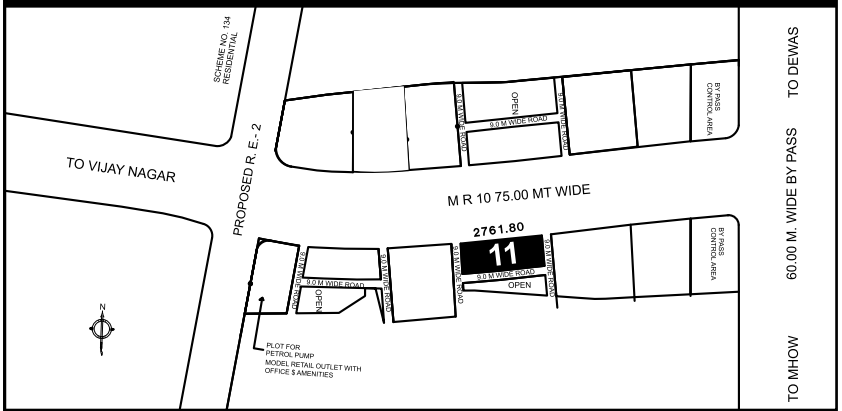 SCHEME NO. 134
RESIDENTIAL
TO DEWAS
BY PASS
CONTROL AREA
OPEN
9.0 M WIDE ROAD
9.0 M WIDE ROAD
9.0 M WIDE ROAD
TO VIJAY NAGAR
PROPOSED R. E.- 2
M R 10 75.00 MT WIDE
60.00 M. WIDE BY PASS
2761.80
11
9.0 M WIDE ROAD
9.0 M WIDE ROAD
9.0 M WIDE ROAD
9.0 M WIDE ROAD
9.0 M WIDE ROAD
9.0 M WIDE ROAD
OPEN
OPEN
BY PASS
CONTROL AREA
N
PLOT FOR
PETROL PUMP
MODEL RETAIL OUTLET WITH
OFFICE $ AMENITIES
TO MHOW